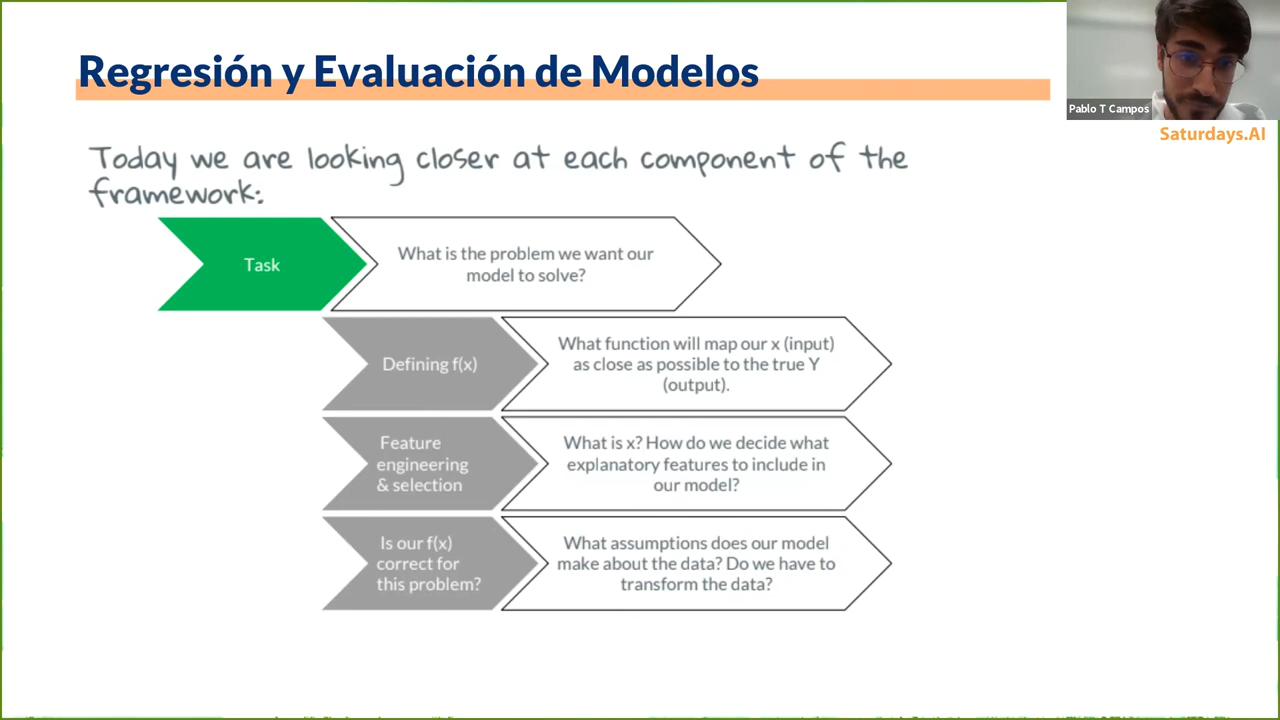 Regresión y Evaluación de Modelos
Pablo T Campos
Saturdays.AI
Today we are looking closer at each component of the
framework:
Task
What is the problem we want our
model to solve?
Defining f(x)
What function will map our x (input)
as close as possible to the true Y
(output).
Feature
engineering
& selection
What is x? How do we decide what
explanatory features to include in
our model?
Is our f(x)
correct for
this problem?
What assumptions does our model
make about the data? Do we have to
transform the data?